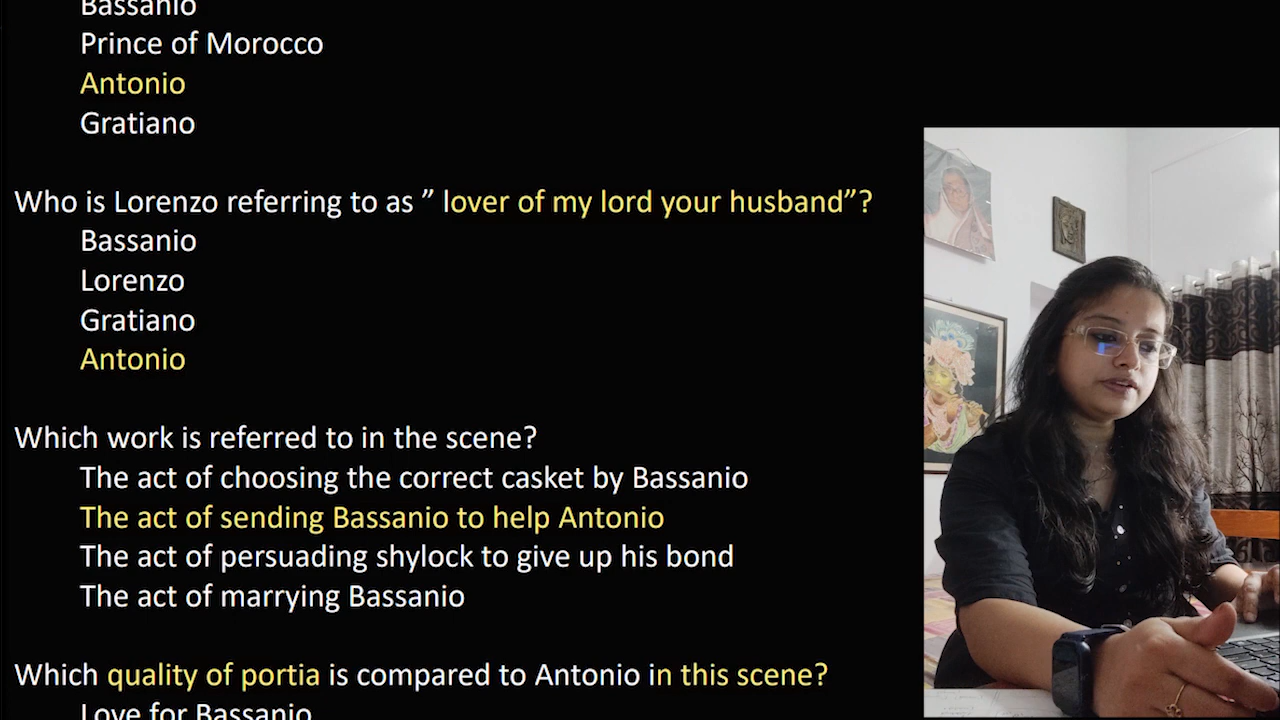 Bassanio
Prince of Morocco
Antonio
Gratiano
Who is Lorenzo referring to as ” lover of my lord your husband”?
Bassanio
Lorenzo
Gratiano
Antonio
Which work is referred to in the scene?
The act of choosing the correct casket by Bassanio
The act of sending Bassanio to help Antonio
The act of persuading shylock to give up his bond
The act of marrying Bassanio
Which quality of portia is compared to Antonio in this scene?
Love for Bassanio